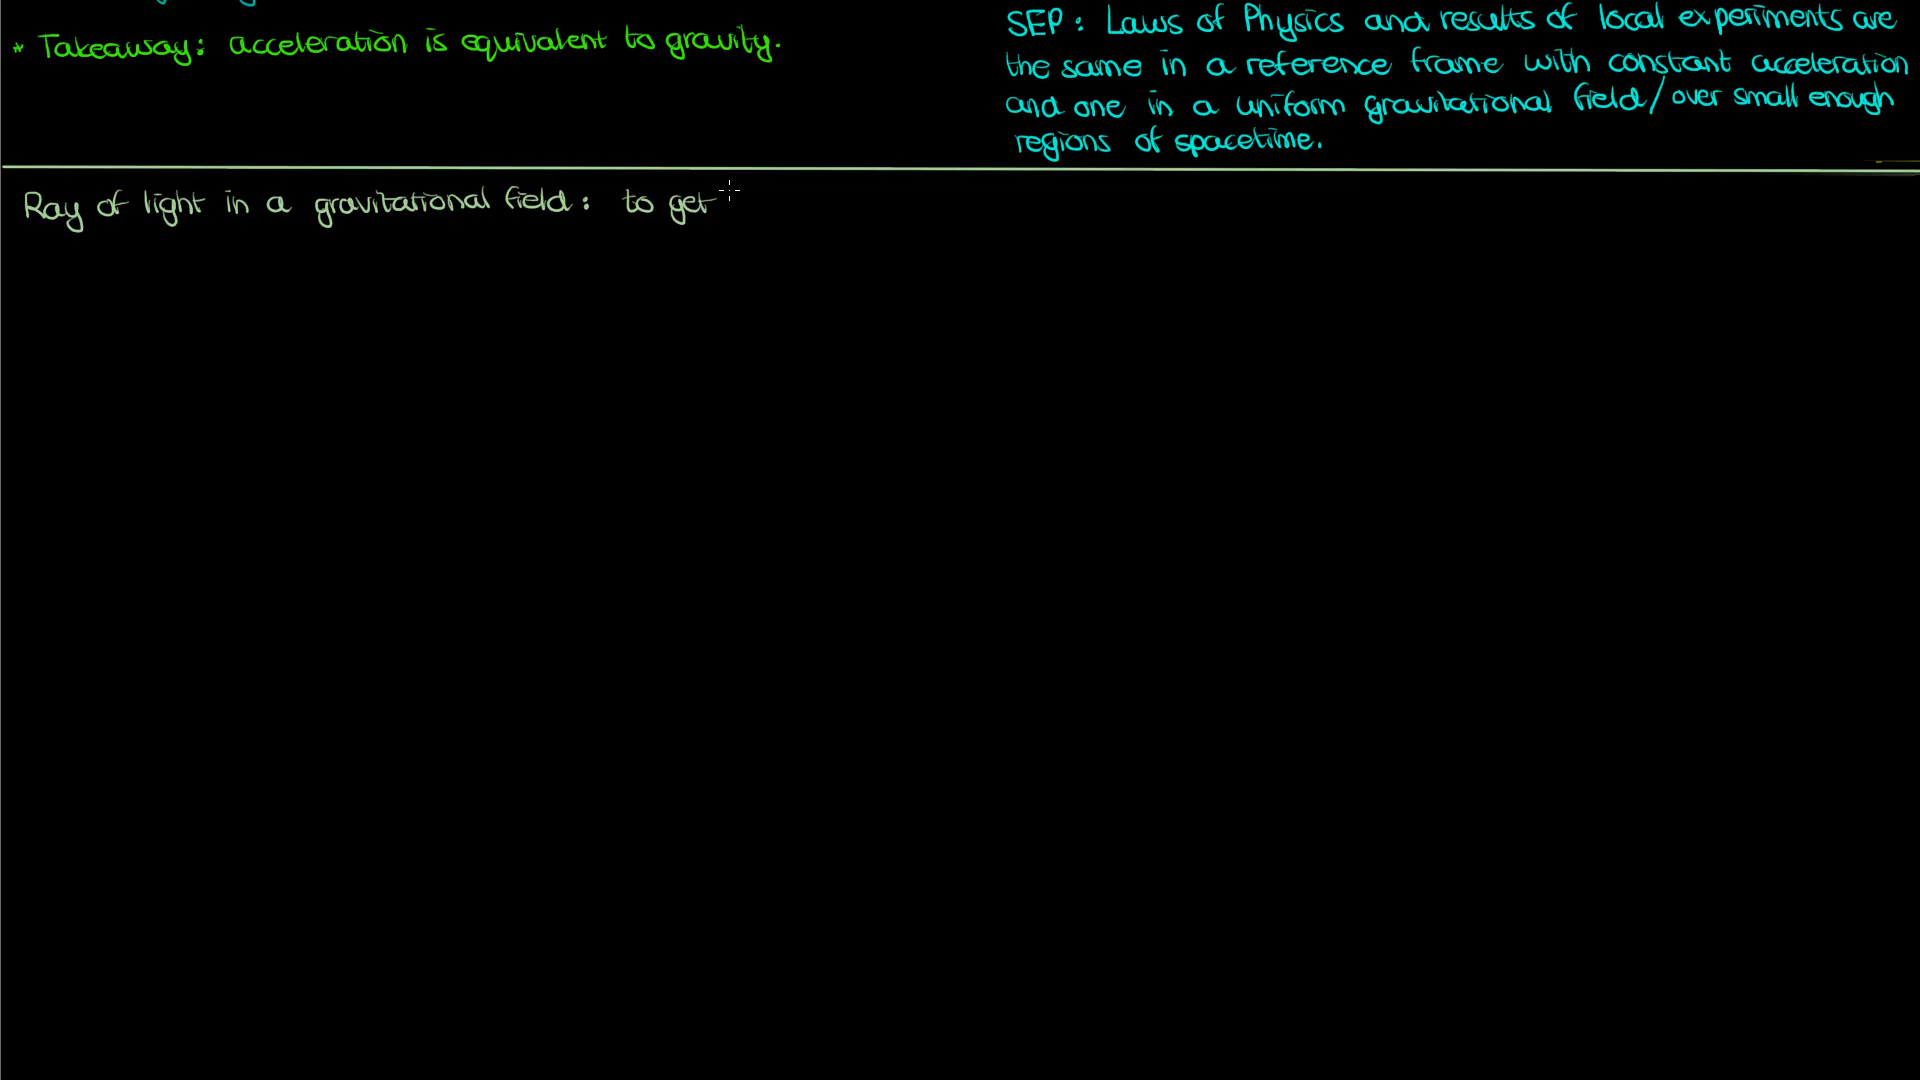 * Takeaway: acceleration is equivalent to gravity.
SEP: Laws of Physics and results of local experiments are
the same in a reference frame with constant acceleration
and one in a uniform gravitational field/over small enough
regions of spacetime.
Ray of light in a gravitational field: to get